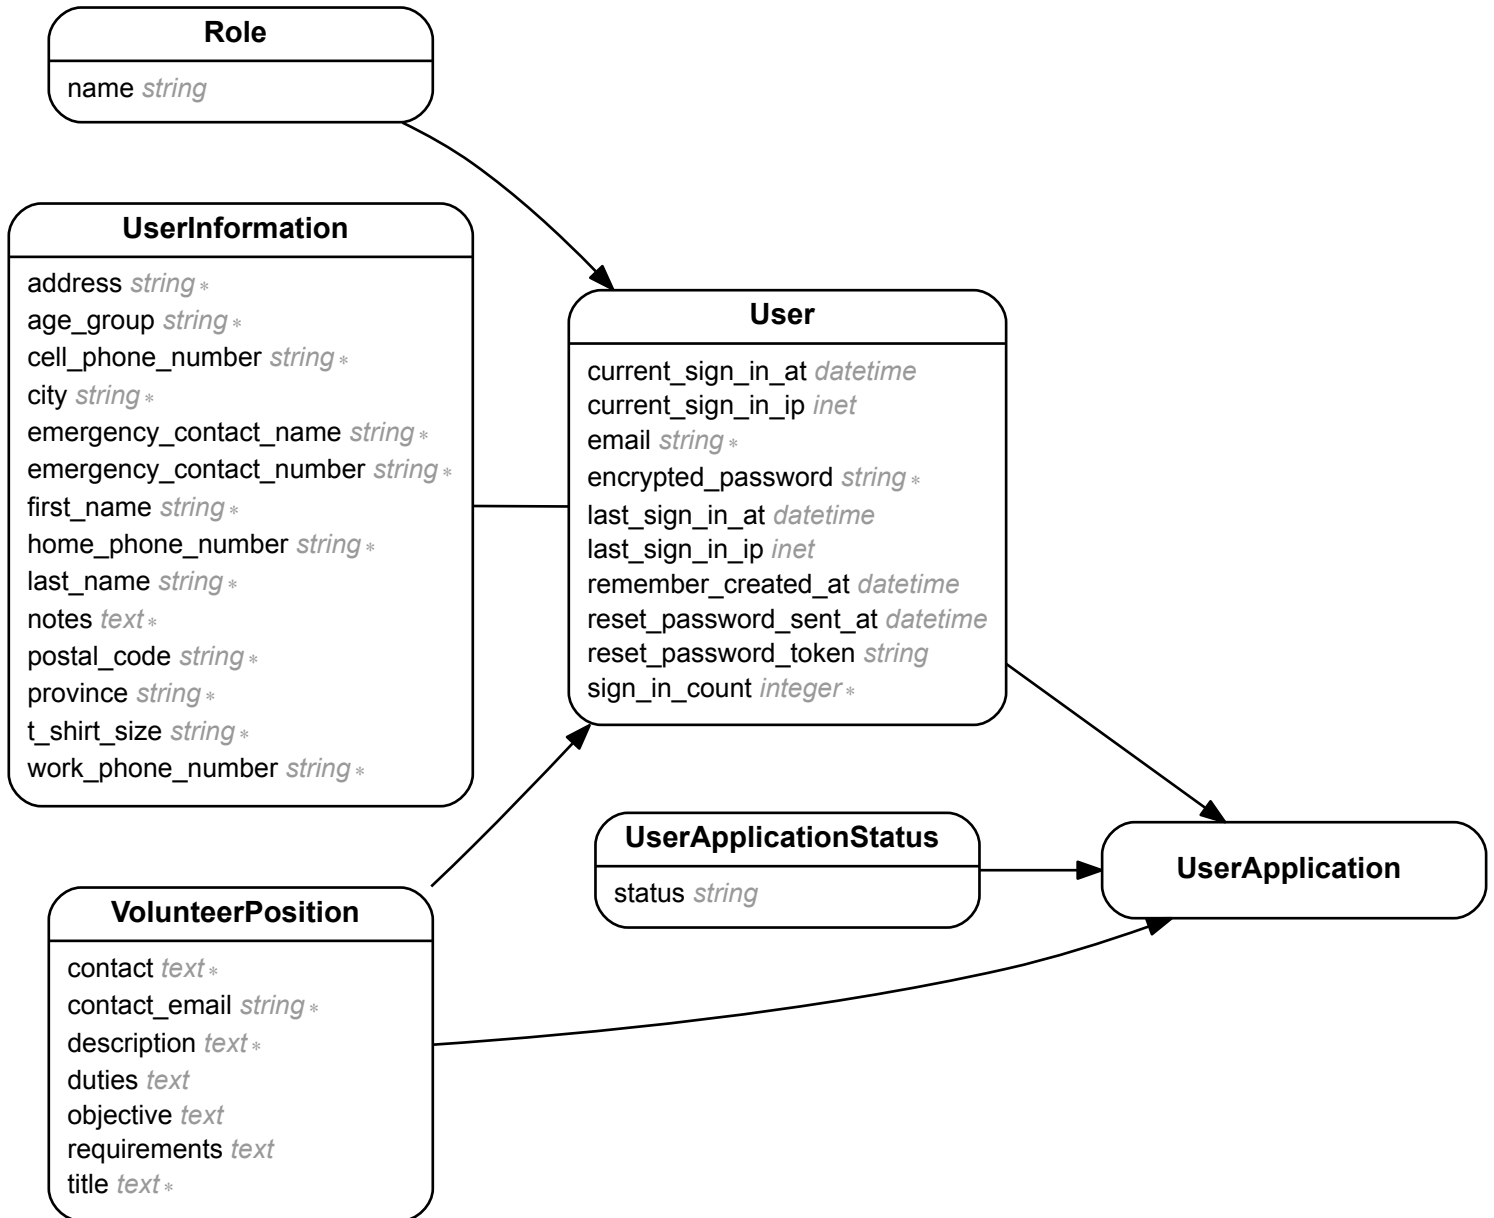 Role
name string
UserInformation
address string *
age_group string *
cell_phone_number string *
city string *
emergency_contact_name string *
emergency_contact_number string *
first_name string *
home_phone_number string *
last_name string *
notes text *
postal_code string *
province string *
t_shirt_size string *
work_phone_number string *
User
current_sign_in_at datetime
current_sign_in_ip inet
email string *
encrypted_password string *
last_sign_in_at datetime
last_sign_in_ip inet
remember_created_at datetime
reset_password_sent_at datetime
reset_password_token string
sign_in_count integer *
UserApplicationStatus
status string
UserApplication
VolunteerPosition
contact text *
contact_email string *
description text *
duties text
objective text
requirements text
title text *